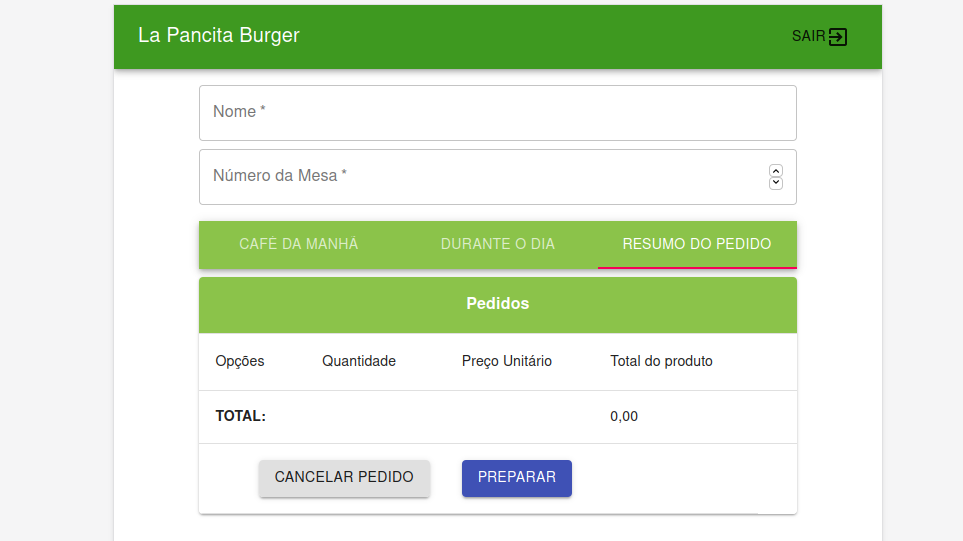 La Pancita Burger
SAIR
Nome *
Número da Mesa *
CAFÉ DA MANHÃ
DURANTE O DIA
RESUMO DO PEDIDO
Pedidos
Opções Quantidade Preço Unitário Total do produto
TOTAL: 0,00
CANCELAR PEDIDO
PREPARAR